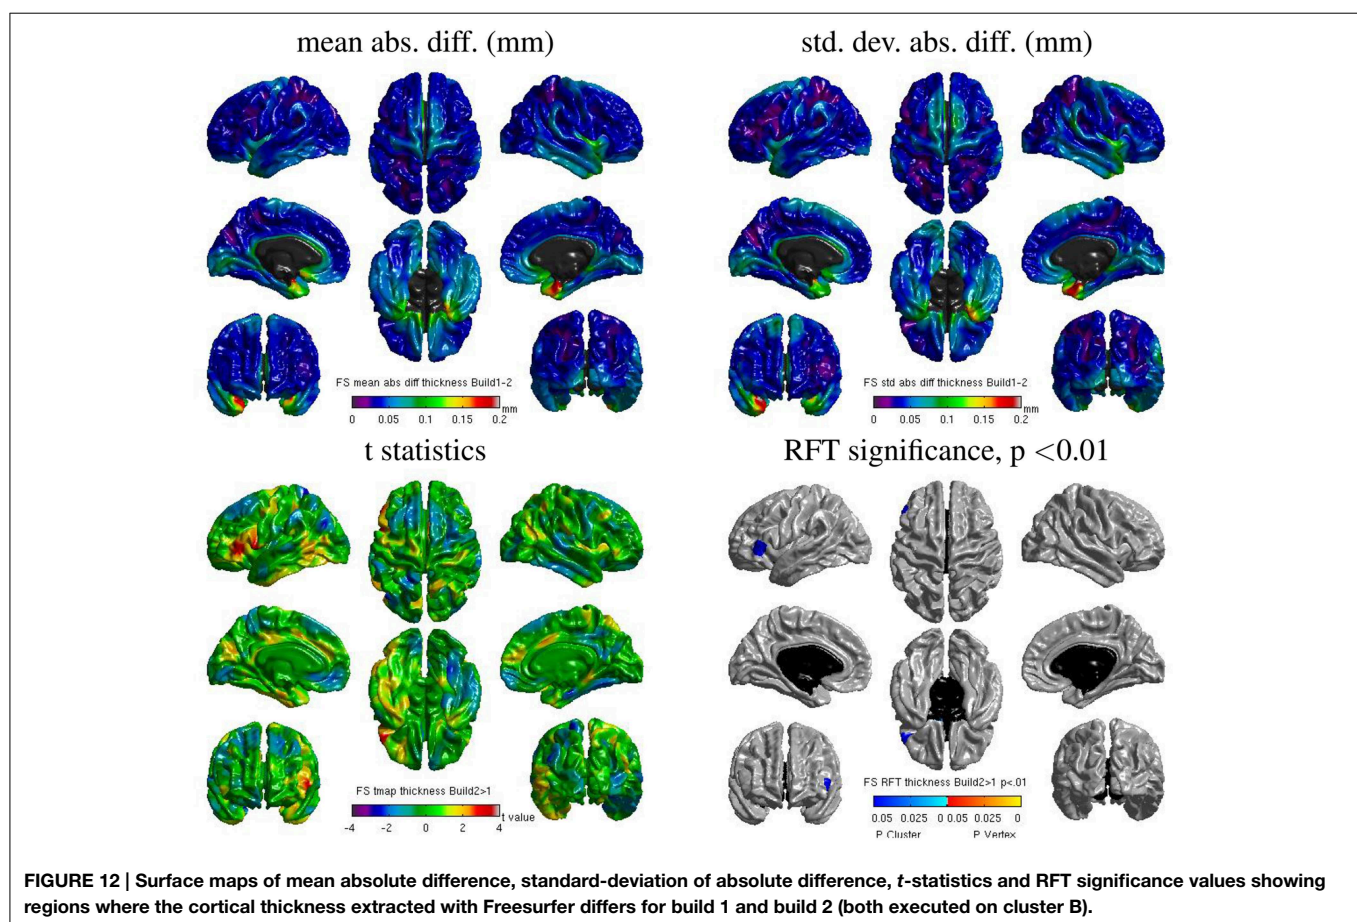 mean abs. diff. (mm)
std. dev. abs. diff. (mm)
FS mean abs diff thickness Build1-2
mm
0 0.05 0.1 0.15 0.2
FS std abs diff thickness Build1-2
mm
0 0.05 0.1 0.15 0.2
t statistics
RFT significance, p <0.01
FS tmap thickness Build2>1
t value
-4 -2 0 2 4
FS RFT thickness Build2>1 p<.01
0.05 0.025 0 0.05 0.025 0
P Cluster P Vertex
FIGURE 12 | Surface maps of mean absolute difference, standard-deviation of absolute difference, t-statistics and RFT significance values showing
regions where the cortical thickness extracted with Freesurfer differs for build 1 and build 2 (both executed on cluster B).